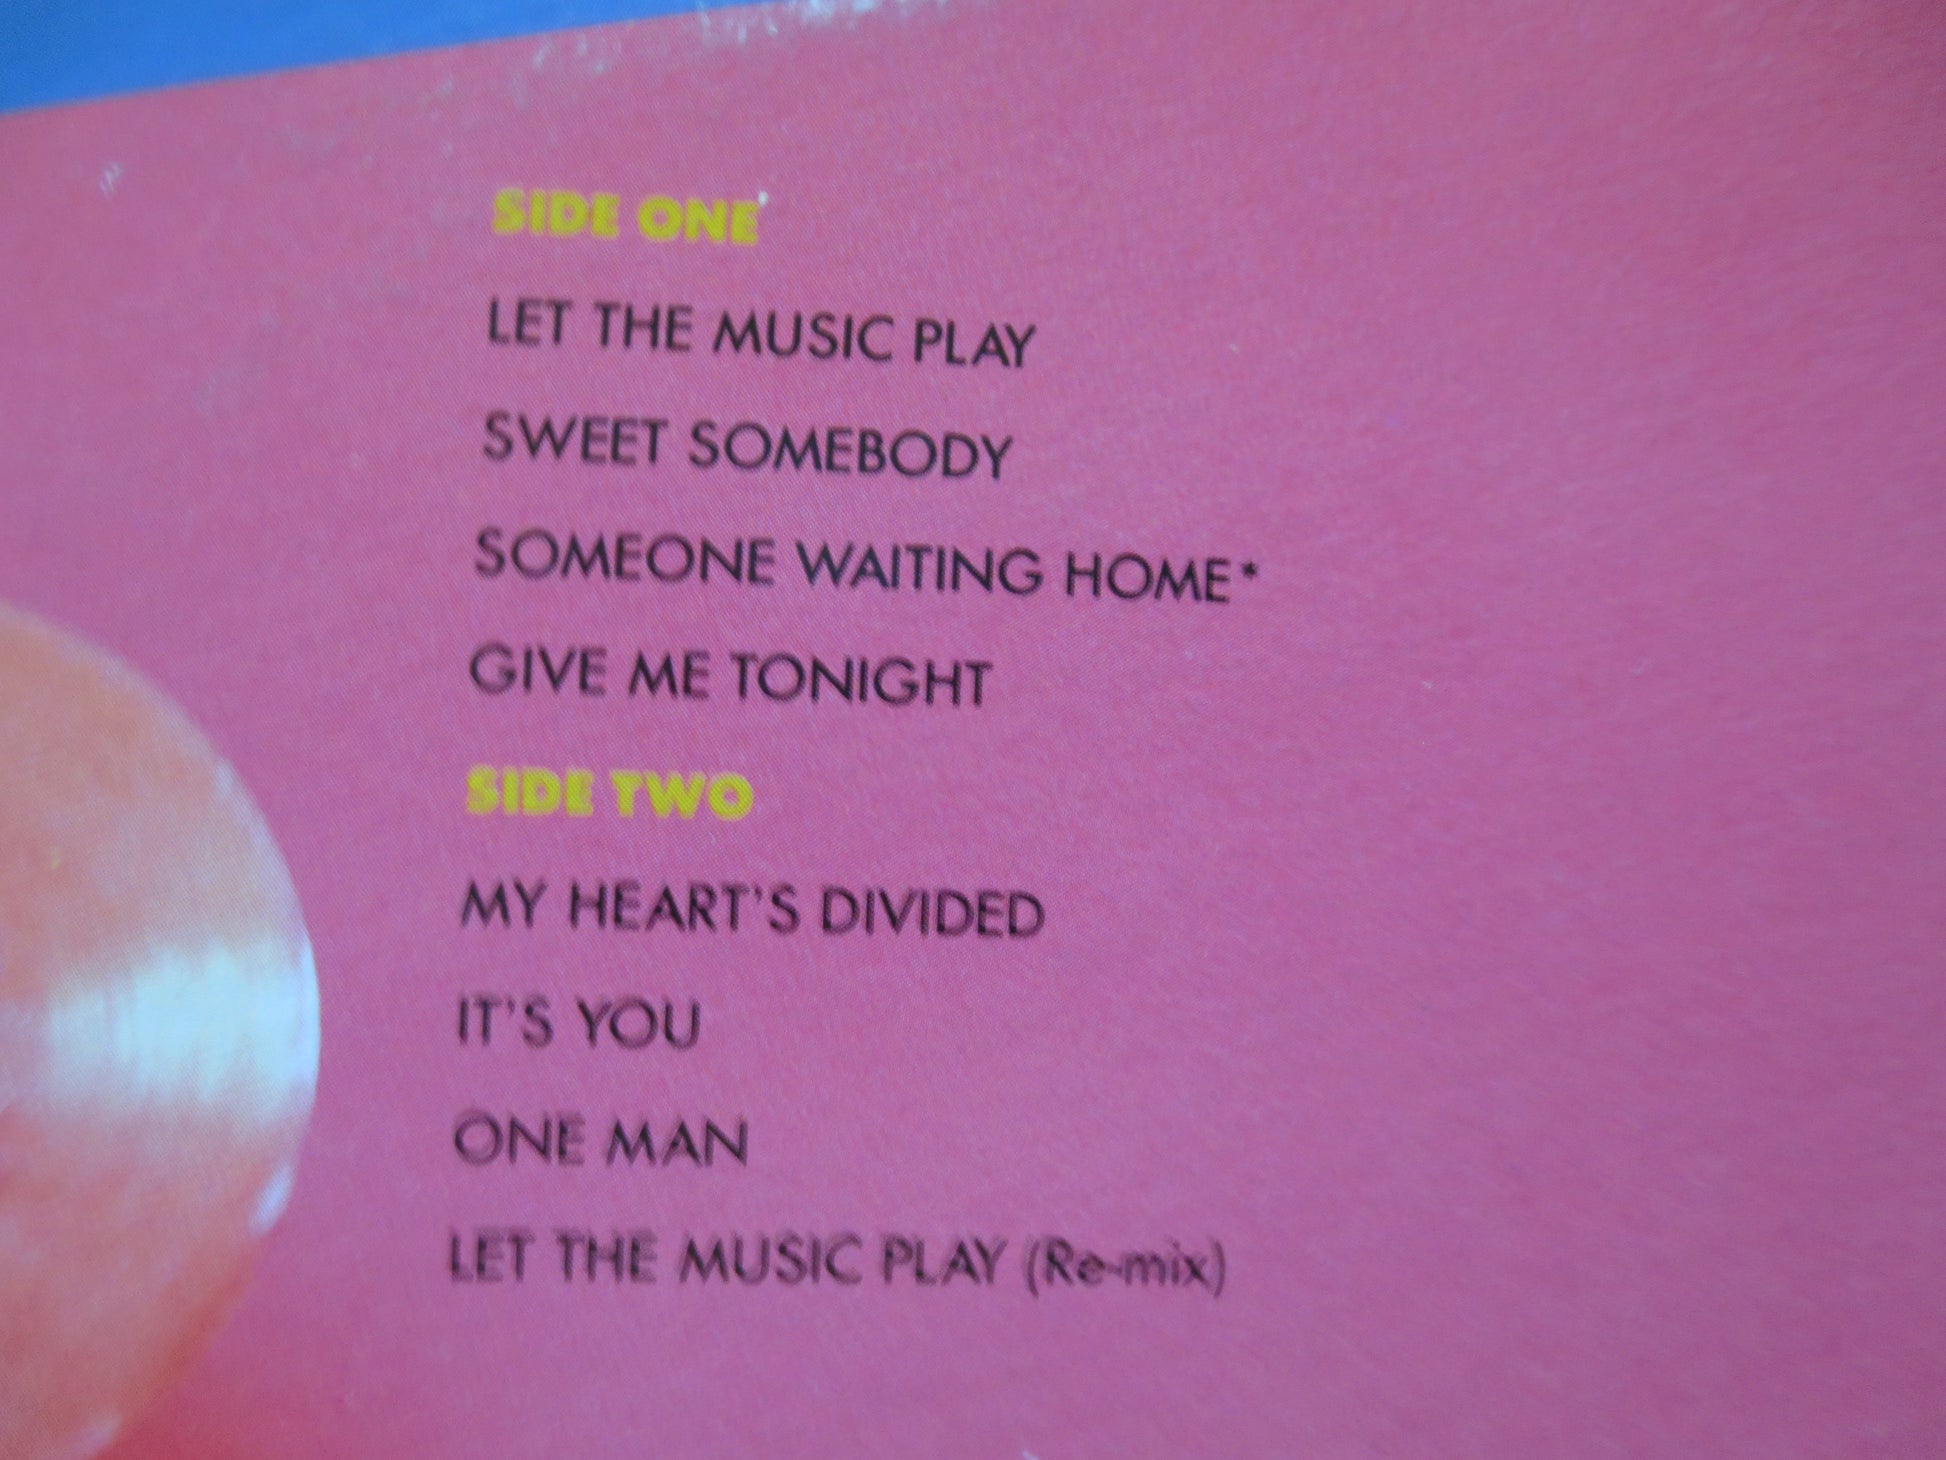 SIDE ONE
LET THE MUSIC PLAY
SWEET SOMEBODY
SOMEONE WAITING HOME*
GIVE ME TONIGHT
SIDE TWO
MY HEART'S DIVIDED
IT'S YOU
ONE MAN
LET THE MUSIC PLAY (Re-mix)